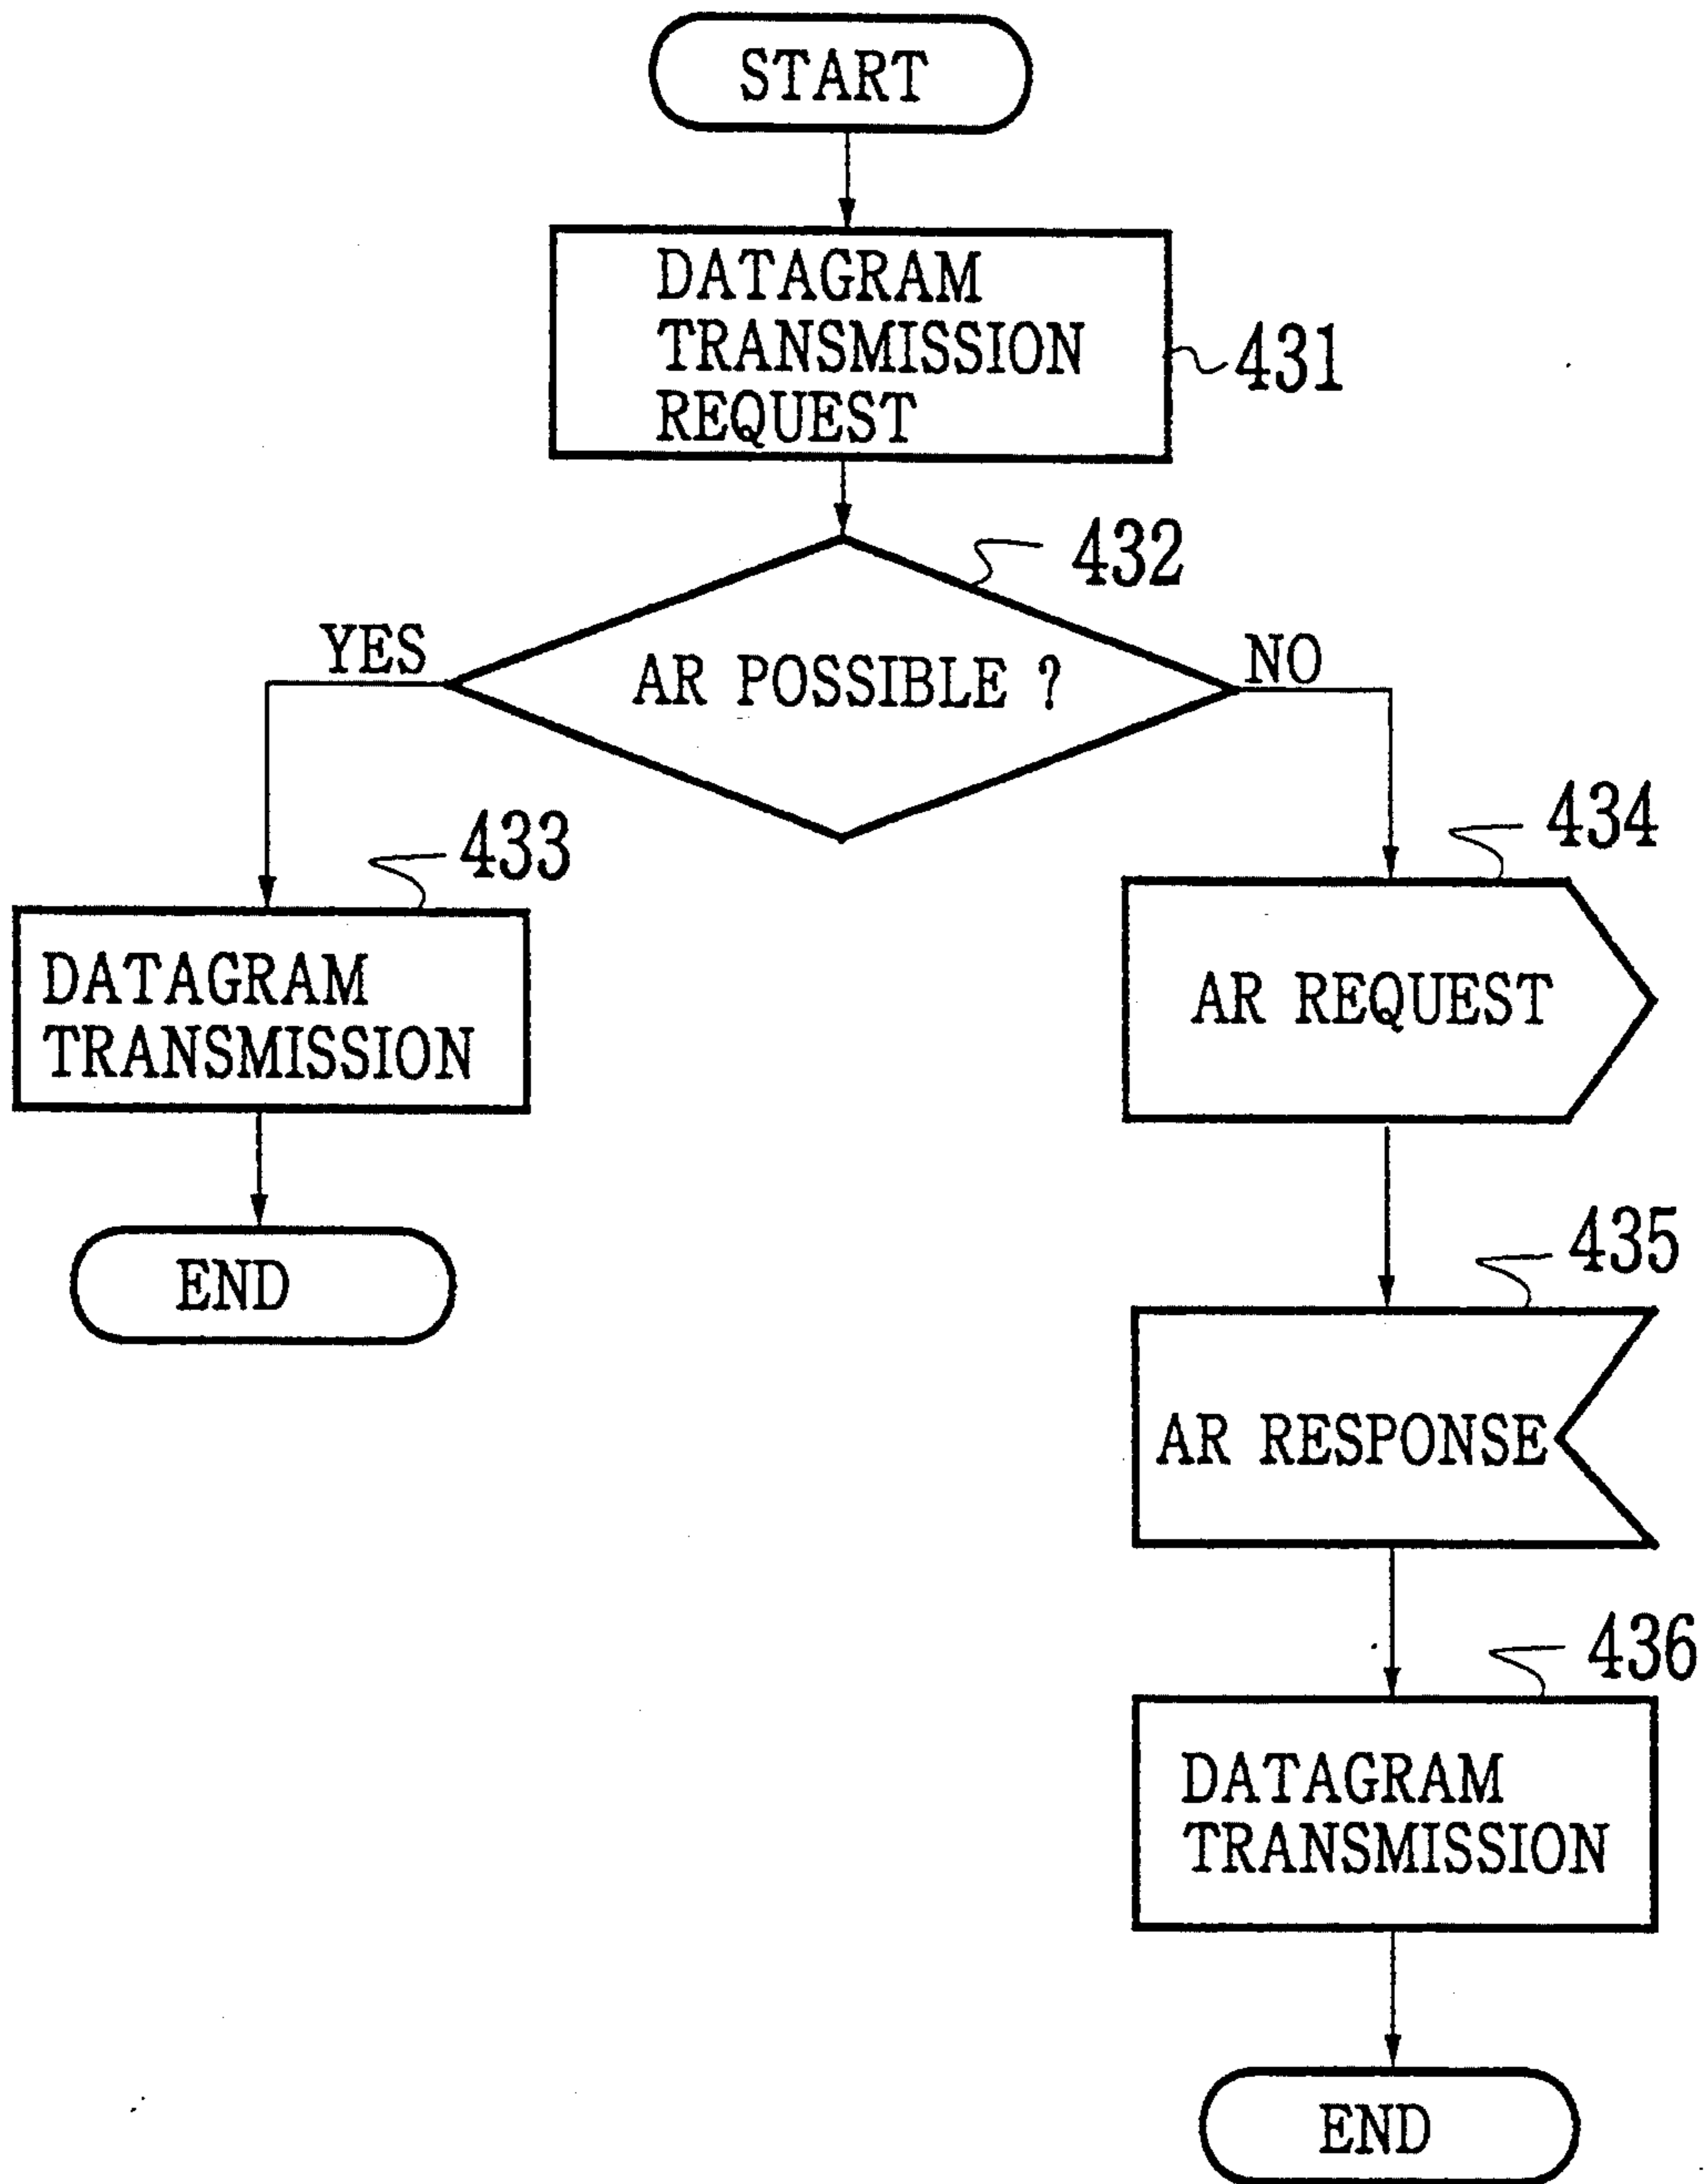 START
DATAGRAM
TRANSMISSION
REQUEST
431
432
YES
AR POSSIBLE ?
NO
433
434
DATAGRAM
TRANSMISSION
AR REQUEST
END
435
AR RESPONSE
436
DATAGRAM
TRANSMISSION
END